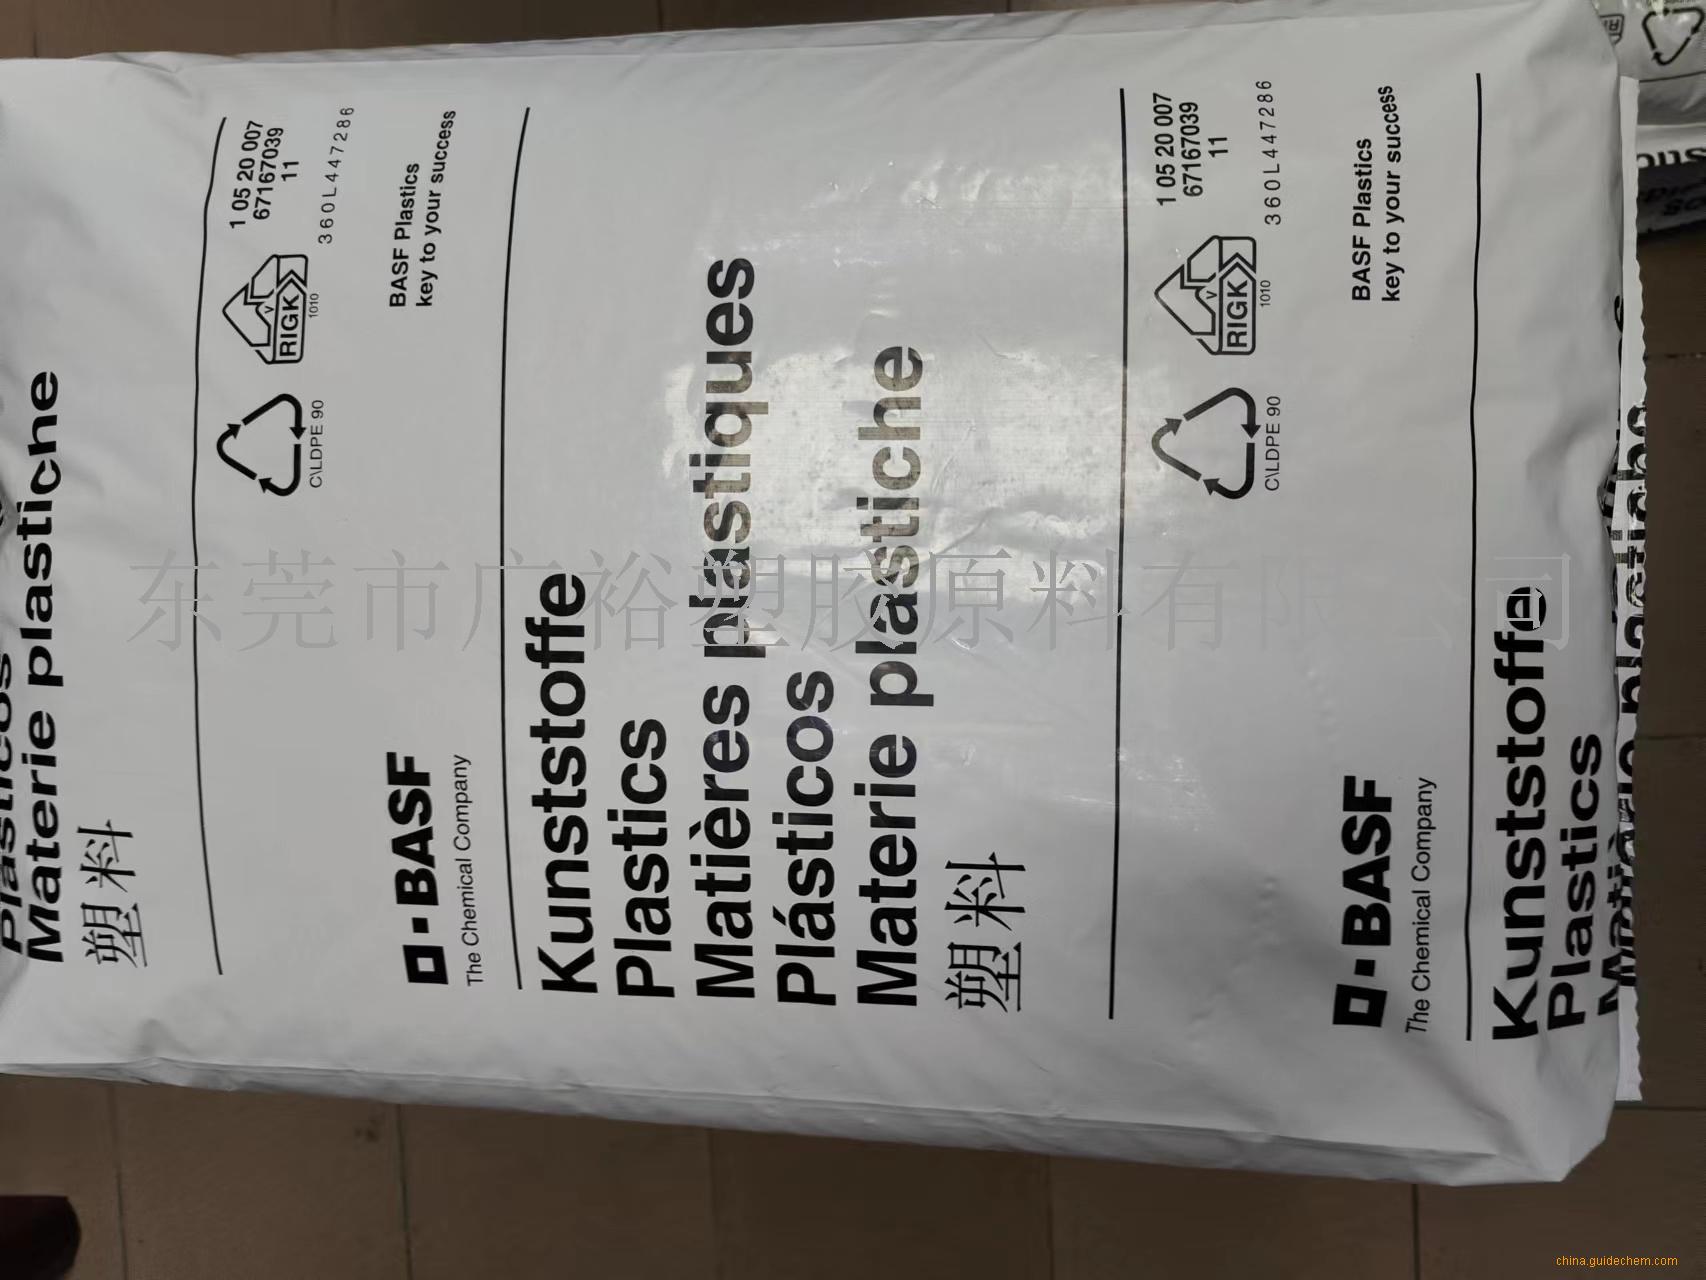 Plásticos
Materie plastiche
塑料
1 05 20 007
67167039
11
360L447286
RIGK
V
1010
C\LDPE 90
BASF Plastics
key to your success
BASF
The Chemical Company
Kunststoffe
Plastics
Matières plastiques
Plásticos
Materie plastiche
塑料
1 05 20 007
67167039
11
360L447286
RIGK
V
1010
C\LDPE 90
BASF Plastics
key to your success
BASF
The Chemical Company
Kunststoffe
Plastics
东莞市广裕塑胶原料有限公司
china.guidechem.com